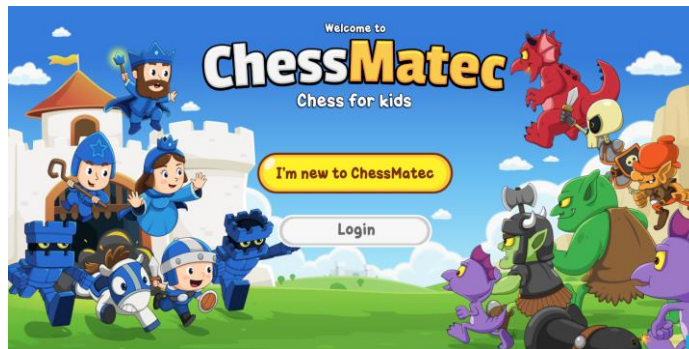 Welcome to
ChessMatec
Chess for kids
I'm new to ChessMatec
Login